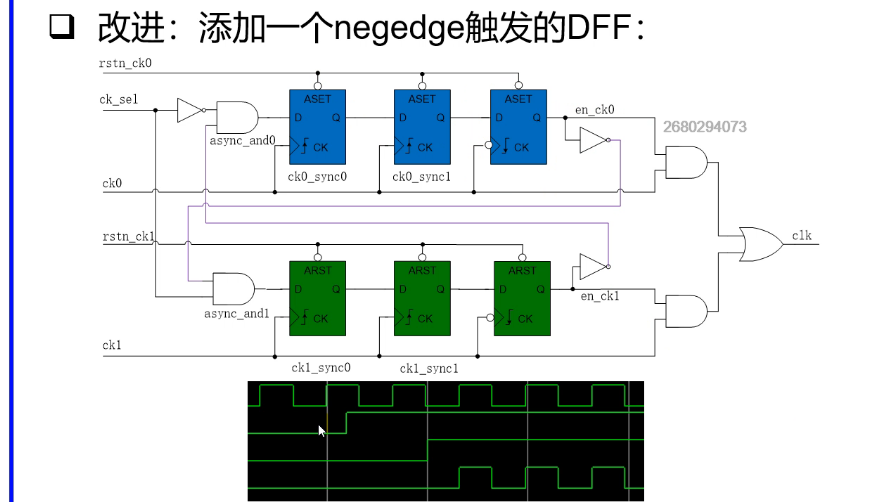 ❑ 改进：添加一个negedge触发的DFF：
rstn_ck0
ck_sel
ASET ASET ASET
D Q D Q D Q
CK CK CK
en_ck0
2680294073
async_and0
ck0_sync0 ck0_sync1
ck0
clk
rstn_ck1
ARST ARST ARST
D Q D Q D Q
CK CK CK
en_ck1
async_and1
ck1
ck1_sync0 ck1_sync1